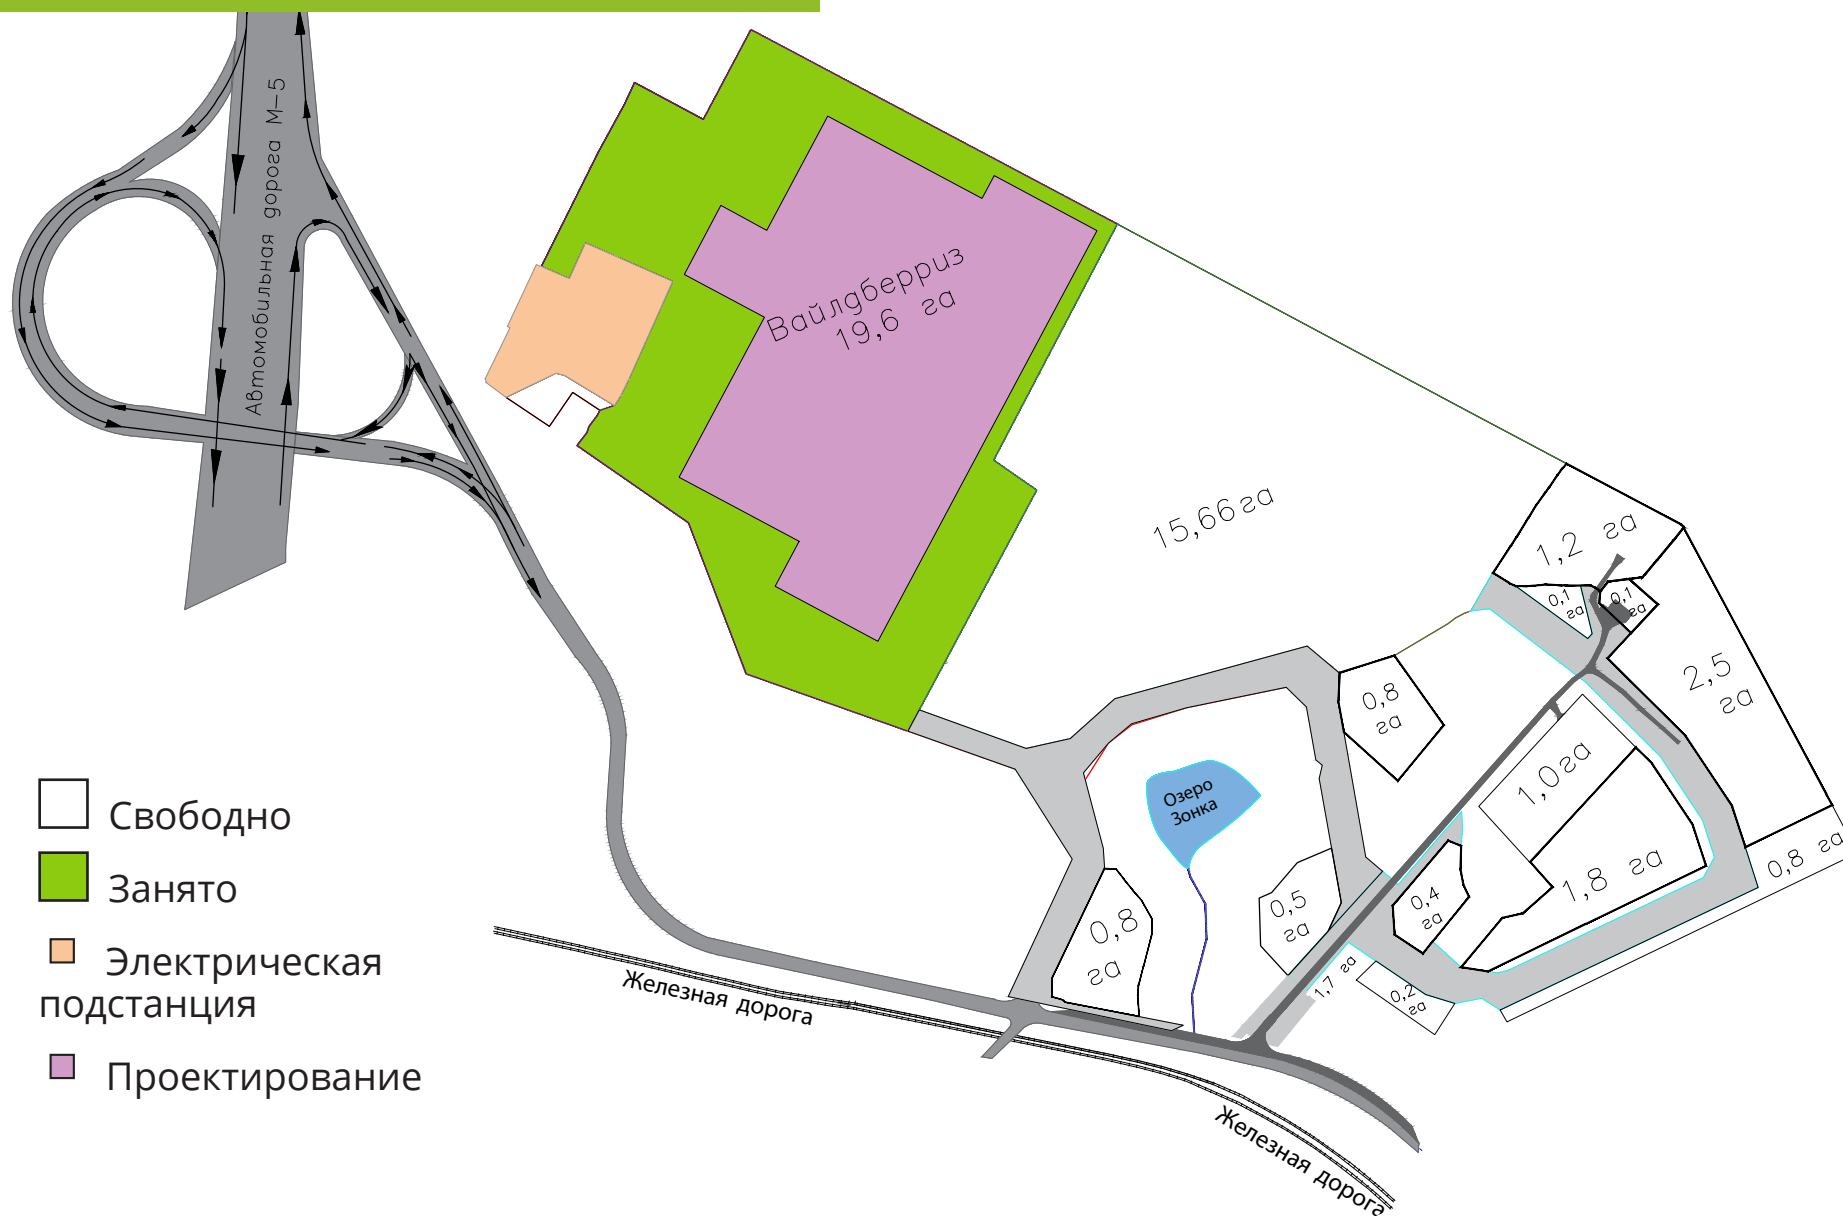 Автомобильная дорога М-5
Вайлдберриз
19,6 га
15,66 га
1,2 га
0,1
га
0,1
га
2,5
га
0,8
га
1,0 га
Озеро
Зонка
1,8 га
0,8 га
0,4
га
0,5
га
0,8
га
1,7 га
0,2
га
Железная дорога
Железная дорога
Свободно
Занято
Электрическая
подстанция
Проектирование